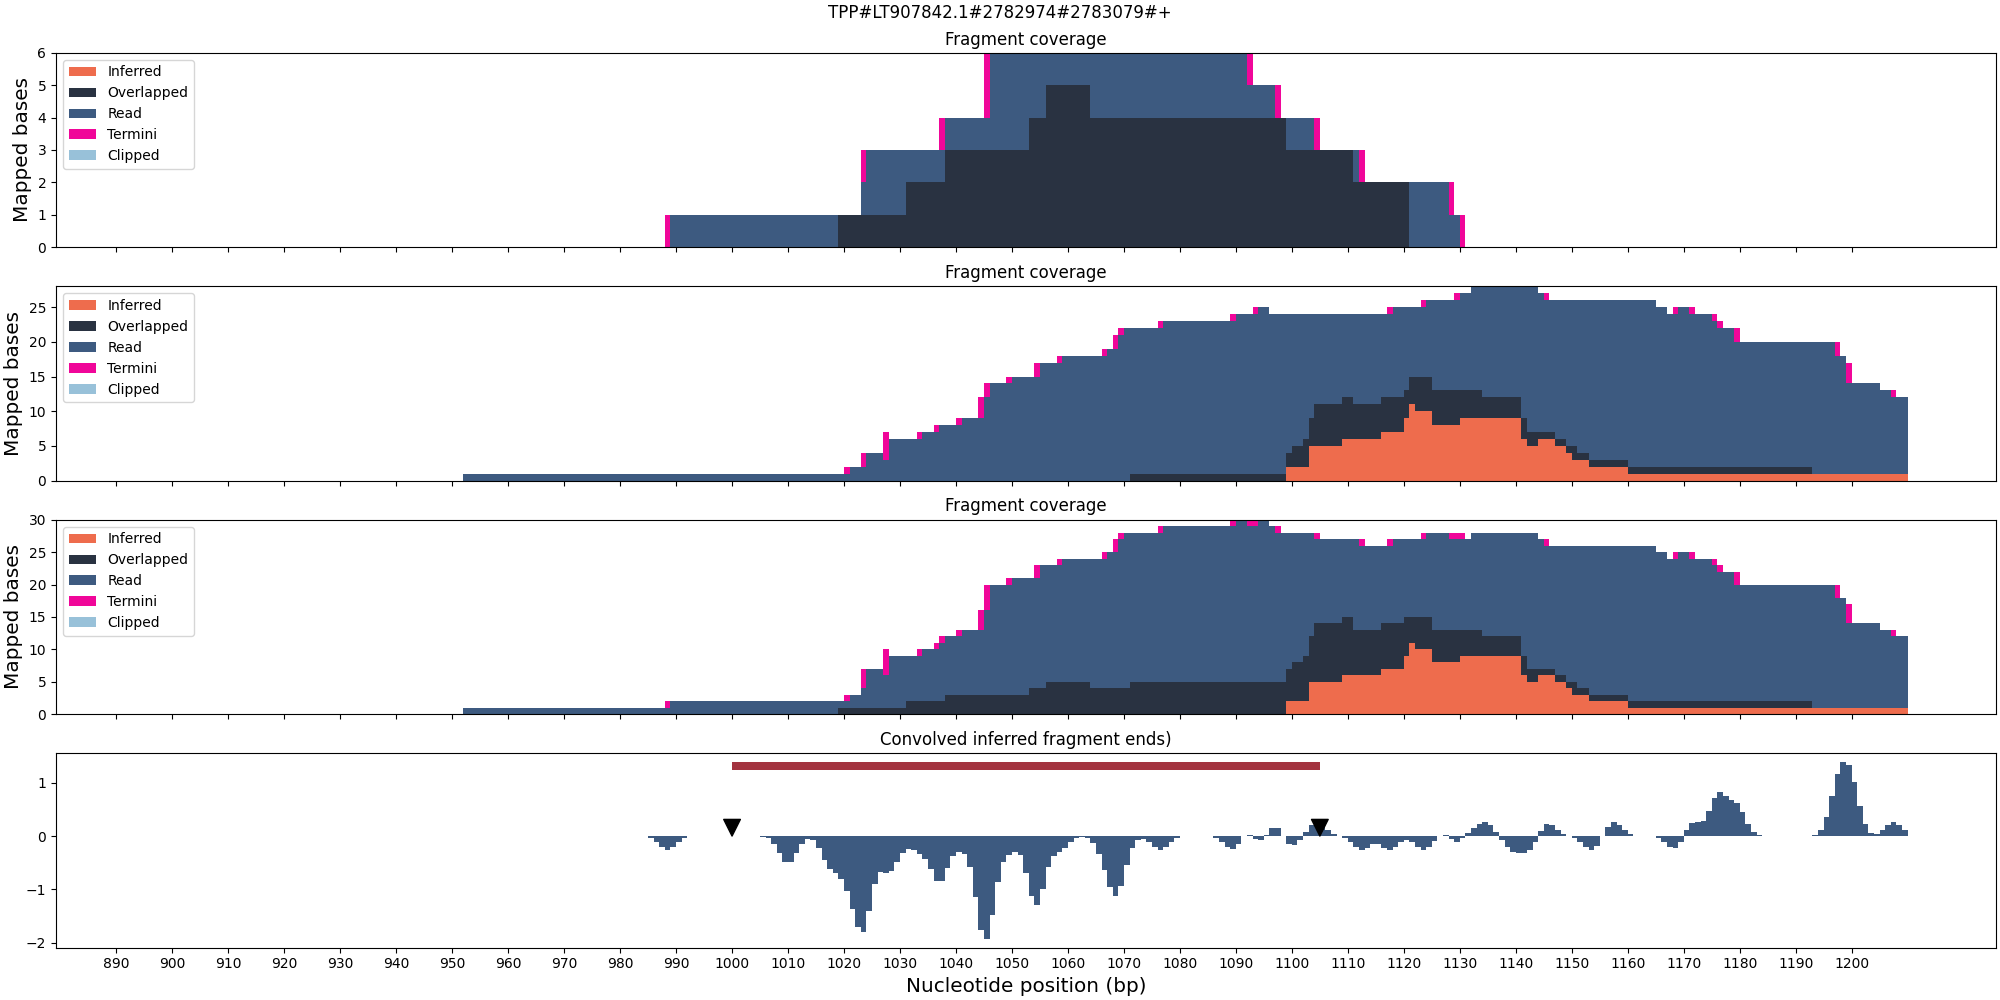 TPP#LT907842.1#2782974#2783079#+
Fragment coverage
Mapped bases
6
5
4
3
2
1
0
Inferred
Overlapped
Read
Termini
Clipped
Fragment coverage
Mapped bases
25
20
15
10
5
0
Inferred
Overlapped
Read
Termini
Clipped
Fragment coverage
Mapped bases
30
25
20
15
10
5
0
Inferred
Overlapped
Read
Termini
Clipped
Convolved inferred fragment ends)
1
0
−1
−2
890 900 910 920 930 940 950 960 970 980 990 1000 1010 1020 1030 1040 1050 1060 1070 1080 1090 1100 1110 1120 1130 1140 1150 1160 1170 1180 1190 1200
Nucleotide position (bp)